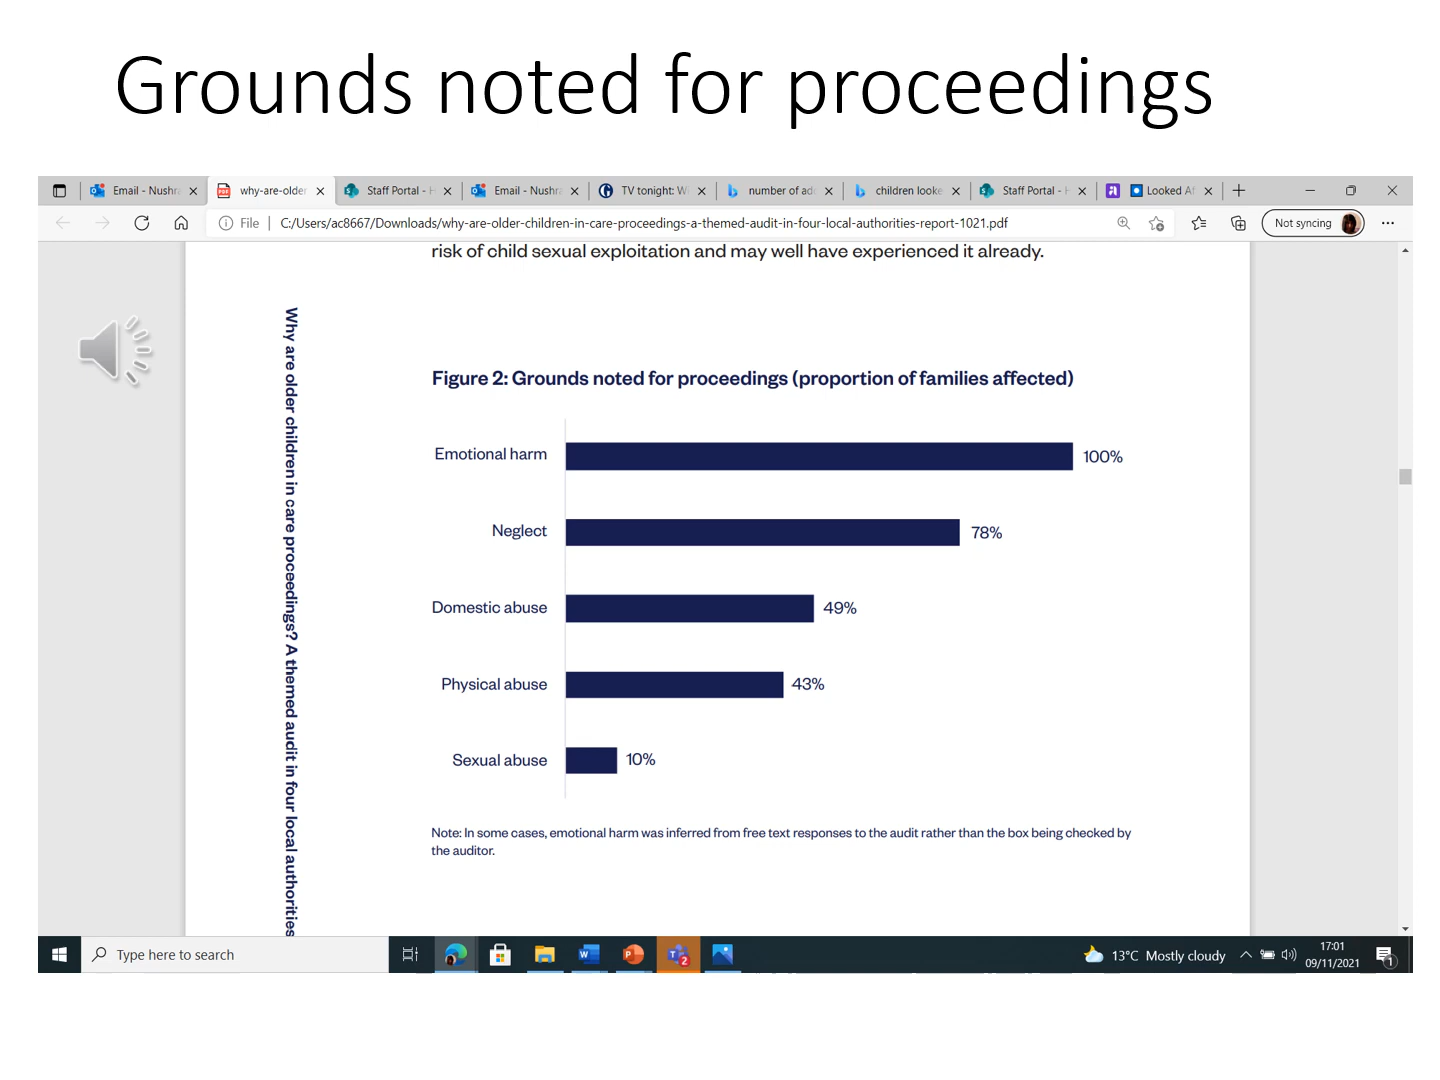 Grounds noted for proceedings
Email - Nushr
why-are-older
Staff Portal - H
Email - Nushr
TV tonight: W
number of ad
children looke
Staff Portal - H
Looked Af
File
C:/Users/ac8667/Downloads/why-are-older-children-in-care-proceedings-a-themed-audit-in-four-local-authorities-report-1021.pdf
Not syncing
risk of child sexual exploitation and may well have experienced it already.
Why are older children in care proceedings? A themed audit in four local authorities
Figure 2: Grounds noted for proceedings (proportion of families affected)
Emotional harm 100%
Neglect 78%
Domestic abuse 49%
Physical abuse 43%
Sexual abuse 10%
Note: In some cases, emotional harm was inferred from free text responses to the audit rather than the box being checked by
the auditor.
Type here to search
13°C Mostly cloudy
17:01
09/11/2021